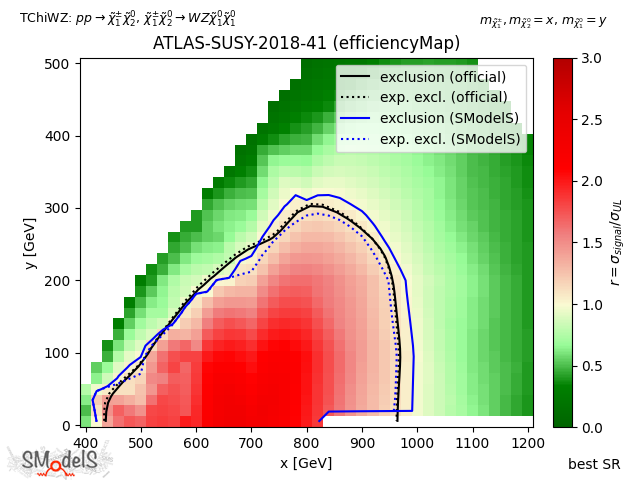 TChiWZ: pp → χ̃₁^± χ̃₂⁰, χ̃₁^± χ̃₂⁰ → WZχ̃₁⁰χ̃₁⁰
m_χ̃₁^±, m_χ̃₂⁰ = x, m_χ̃₁⁰ = y
ATLAS-SUSY-2018-41 (efficiencyMap)
exclusion (official)
exp. excl. (official)
exclusion (SModelS)
exp. excl. (SModelS)
500
400
300
200
100
0
y [GeV]
400 500 600 700 800 900 1000 1100 1200
x [GeV]
3.0
2.5
2.0
1.5
1.0
0.5
0.0
r = σ_signal/σ_UL
best SR
SModelS